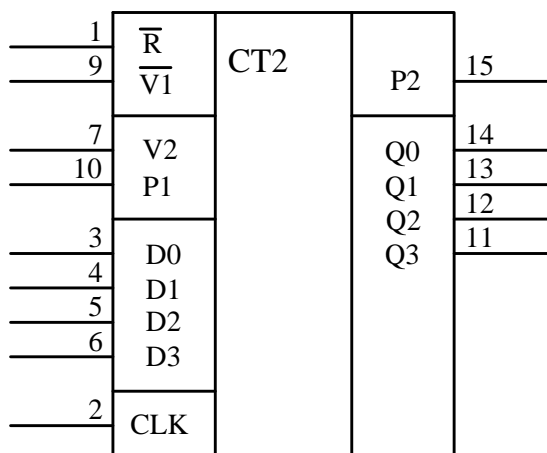 1 R̅ CT2
9 V̅1̅ P2 15
7 V2 Q0 14
10 P1 Q1 13
Q2 12
3 D0 Q3 11
4 D1
5 D2
6 D3
2 CLK